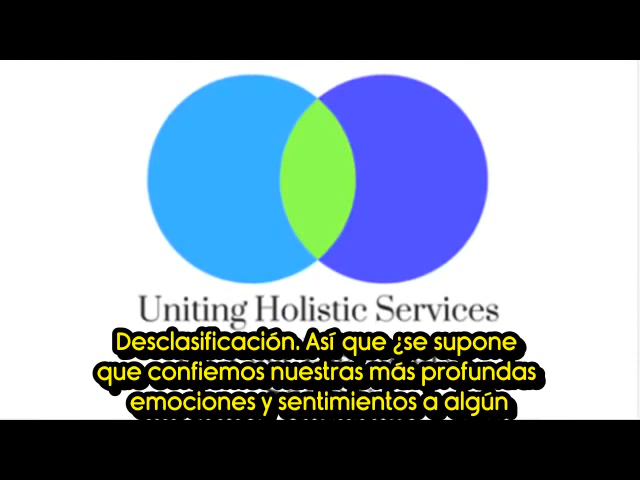 Uniting Holistic Services
Desclasificación. Así que ¿se supone
que confiemos nuestras más profundas
emociones y sentimientos a algún